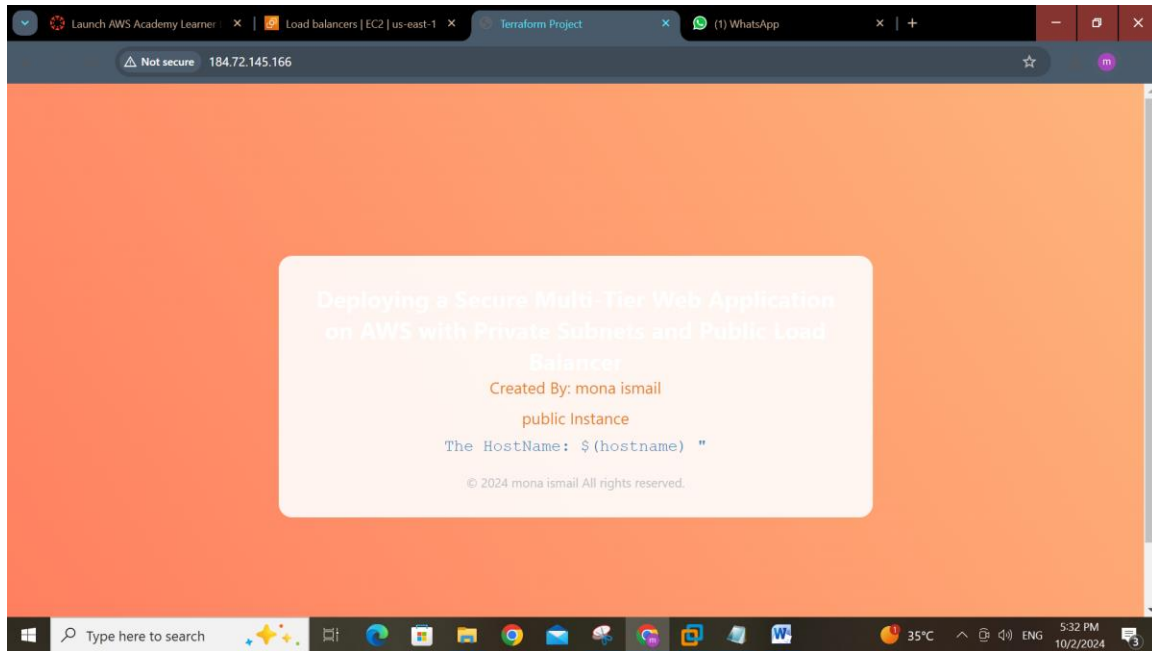 Launch AWS Academy Learner
Load balancers | EC2 | us-east-1
Terraform Project
(1) WhatsApp
Not secure
184.72.145.166
m
Deploying a Secure Multi-Tier Web Application
on AWS with Private Subnets and Public Load
Balancer
Created By: mona ismail
public Instance
The HostName: $(hostname) "
© 2024 mona ismail All rights reserved.
Type here to search
35°C
ENG
5:32 PM
10/2/2024
3